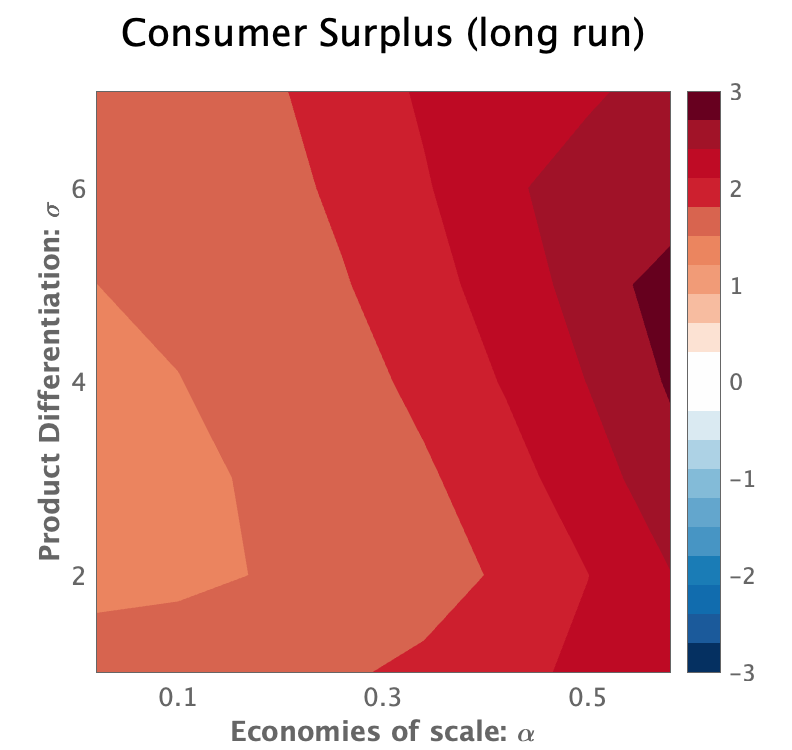 Consumer Surplus (long run)
3
2
1
0
−1
−2
−3
6
4
2
Product Differentiation: σ
0.1 0.3 0.5
Economies of scale: α